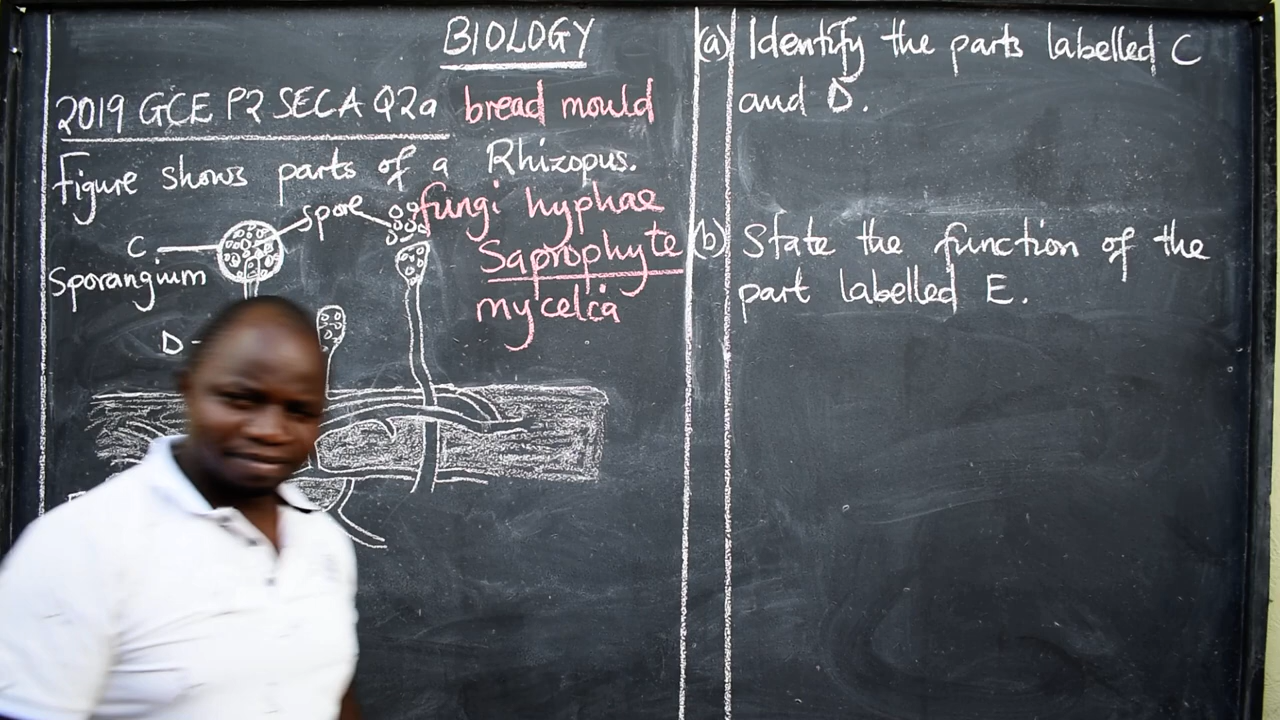 BIOLOGY
2019 GCE P2 SEC A Q2a bread mould
Figure shows parts of a Rhizopus.
spore fungi hyphae
C
Sporangium
Saprophyte
mycelia
D
(a) Identify the parts labelled C
and D.
(b) State the function of the
part labelled E.